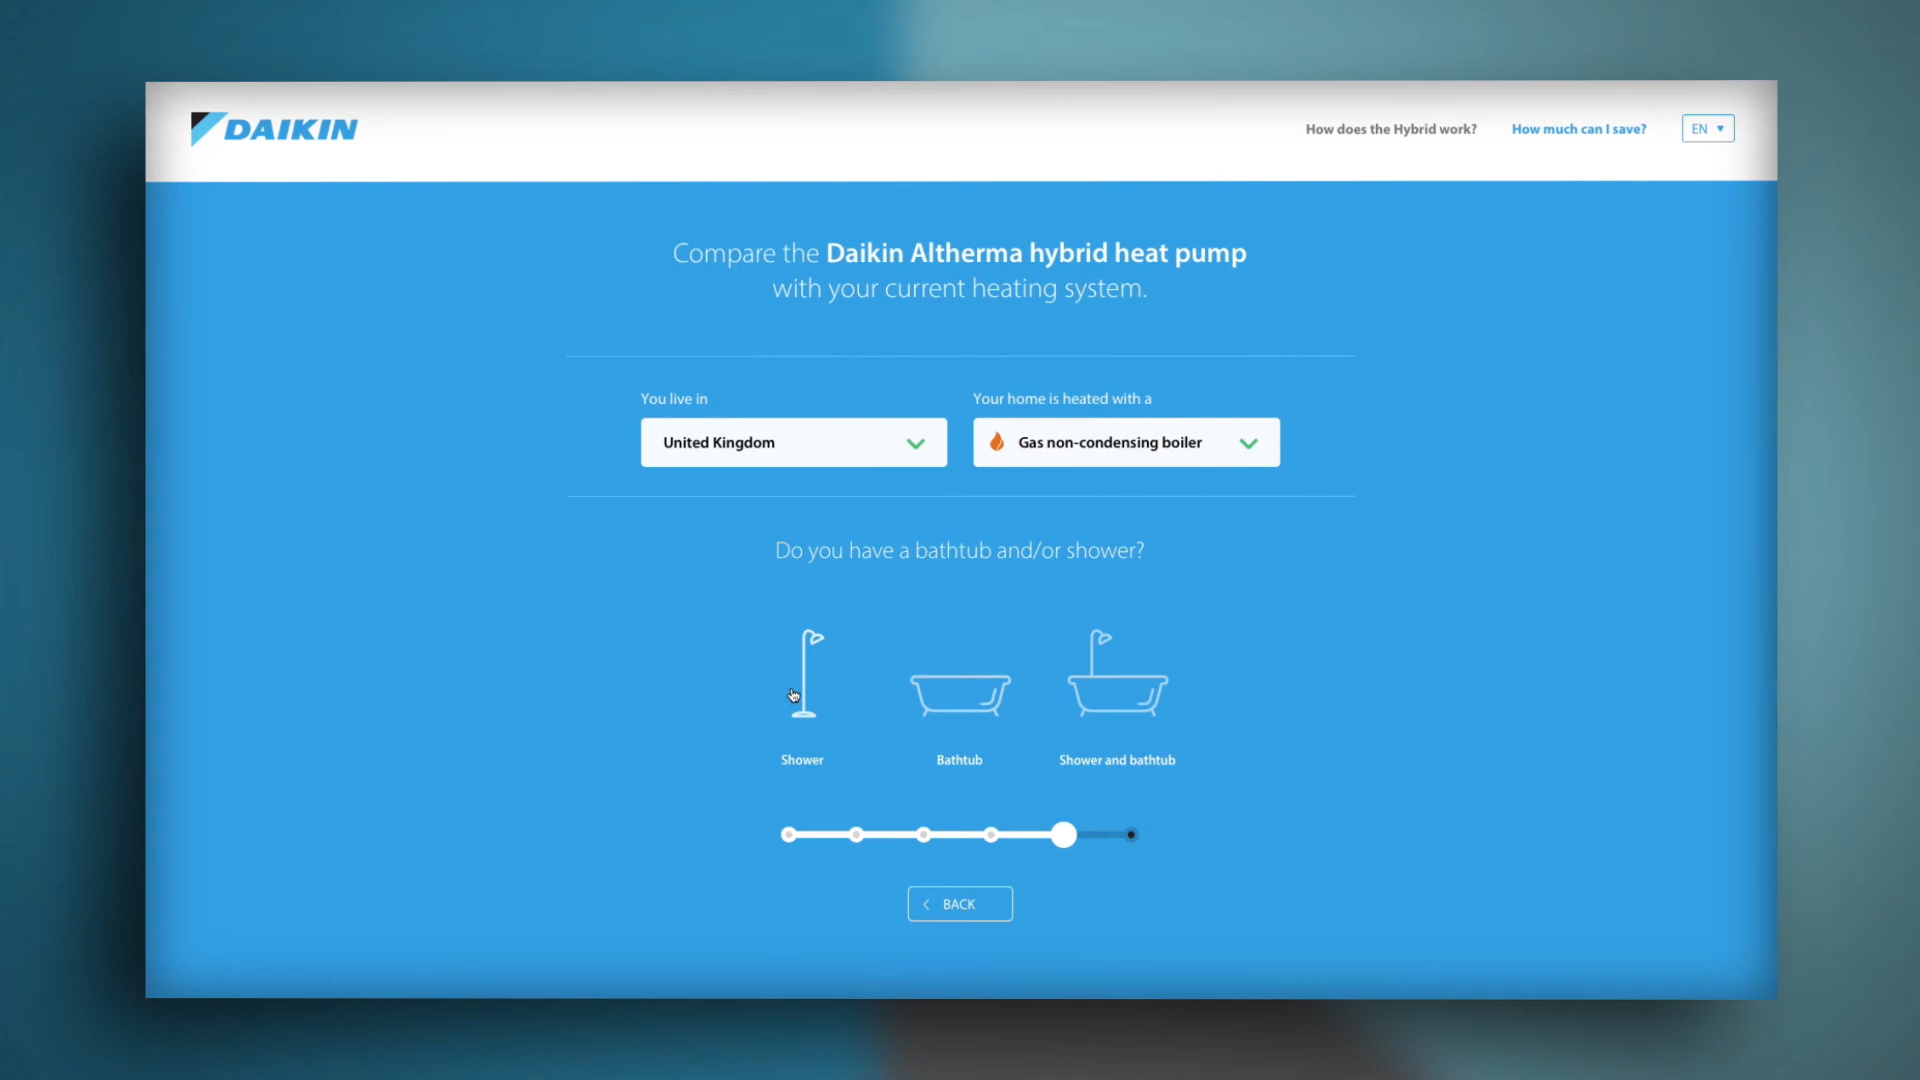 DAIKIN
How does the Hybrid work?
How much can I save?
EN
Compare the Daikin Altherma hybrid heat pump
with your current heating system.
You live in
Your home is heated with a
United Kingdom
Gas non-condensing boiler
Do you have a bathtub and/or shower?
Shower
Bathtub
Shower and bathtub
BACK